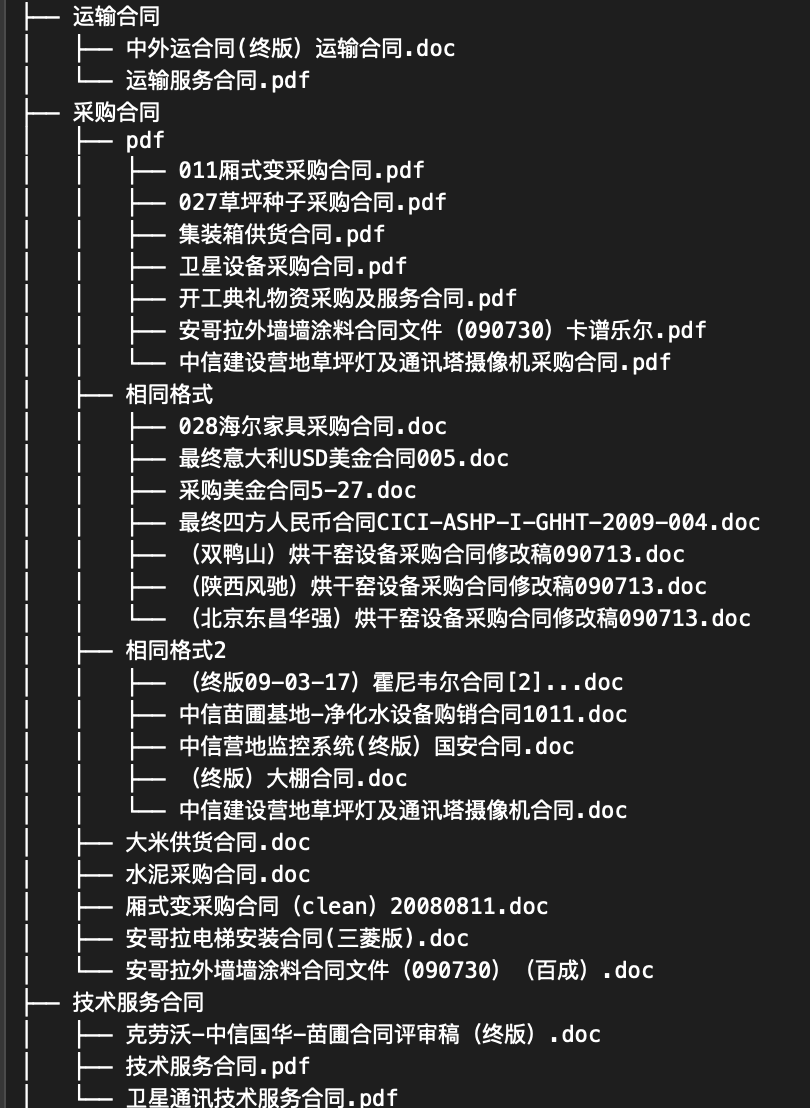 ├── 运输合同
│   ├── 中外运合同(终版）运输合同.doc
│   └── 运输服务合同.pdf
├── 采购合同
│   ├── pdf
│   │   ├── 011厢式变采购合同.pdf
│   │   ├── 027草坪种子采购合同.pdf
│   │   ├── 集装箱供货合同.pdf
│   │   ├── 卫星设备采购合同.pdf
│   │   ├── 开工典礼物资采购及服务合同.pdf
│   │   ├── 安哥拉外墙墙涂料合同文件（090730）卡谱乐尔.pdf
│   │   └── 中信建设营地草坪灯及通讯塔摄像机采购合同.pdf
│   ├── 相同格式
│   │   ├── 028海尔家具采购合同.doc
│   │   ├── 最终意大利USD美金合同005.doc
│   │   ├── 采购美金合同5-27.doc
│   │   ├── 最终四方人民币合同CICI-ASHP-I-GHHT-2009-004.doc
│   │   ├── （双鸭山）烘干窑设备采购合同修改稿090713.doc
│   │   ├── （陕西风驰）烘干窑设备采购合同修改稿090713.doc
│   │   └── （北京东昌华强）烘干窑设备采购合同修改稿090713.doc
│   ├── 相同格式2
│   │   ├── （终版09-03-17）霍尼韦尔合同[2]...doc
│   │   ├── 中信苗圃基地-净化水设备购销合同1011.doc
│   │   ├── 中信营地监控系统(终版）国安合同.doc
│   │   ├── （终版）大棚合同.doc
│   │   └── 中信建设营地草坪灯及通讯塔摄像机合同.doc
│   ├── 大米供货合同.doc
│   ├── 水泥采购合同.doc
│   ├── 厢式变采购合同（clean）20080811.doc
│   ├── 安哥拉电梯安装合同(三菱版).doc
│   └── 安哥拉外墙墙涂料合同文件（090730）（百成）.doc
├── 技术服务合同
│   ├── 克劳沃-中信国华-苗圃合同评审稿（终版）.doc
│   ├── 技术服务合同.pdf
│   └── 卫星通讯技术服务合同.pdf